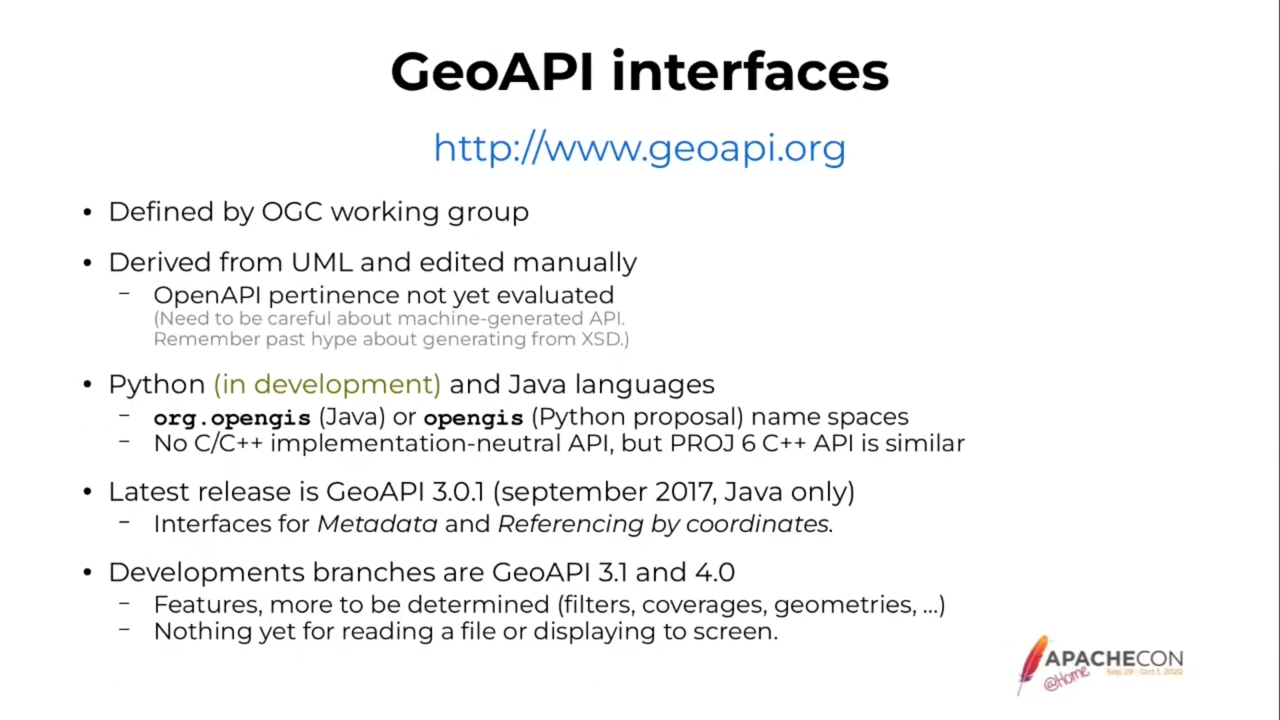 GeoAPI interfaces
http://www.geoapi.org
• Defined by OGC working group
• Derived from UML and edited manually
– OpenAPI pertinence not yet evaluated
(Need to be careful about machine-generated API.
Remember past hype about generating from XSD.)
• Python (in development) and Java languages
– org.opengis (Java) or opengis (Python proposal) name spaces
– No C/C++ implementation-neutral API, but PROJ 6 C++ API is similar
• Latest release is GeoAPI 3.0.1 (september 2017, Java only)
– Interfaces for Metadata and Referencing by coordinates.
• Developments branches are GeoAPI 3.1 and 4.0
– Features, more to be determined (filters, coverages, geometries, ...)
– Nothing yet for reading a file or displaying to screen.
APACHECON
@Home Sep. 29 - Oct 1, 2020